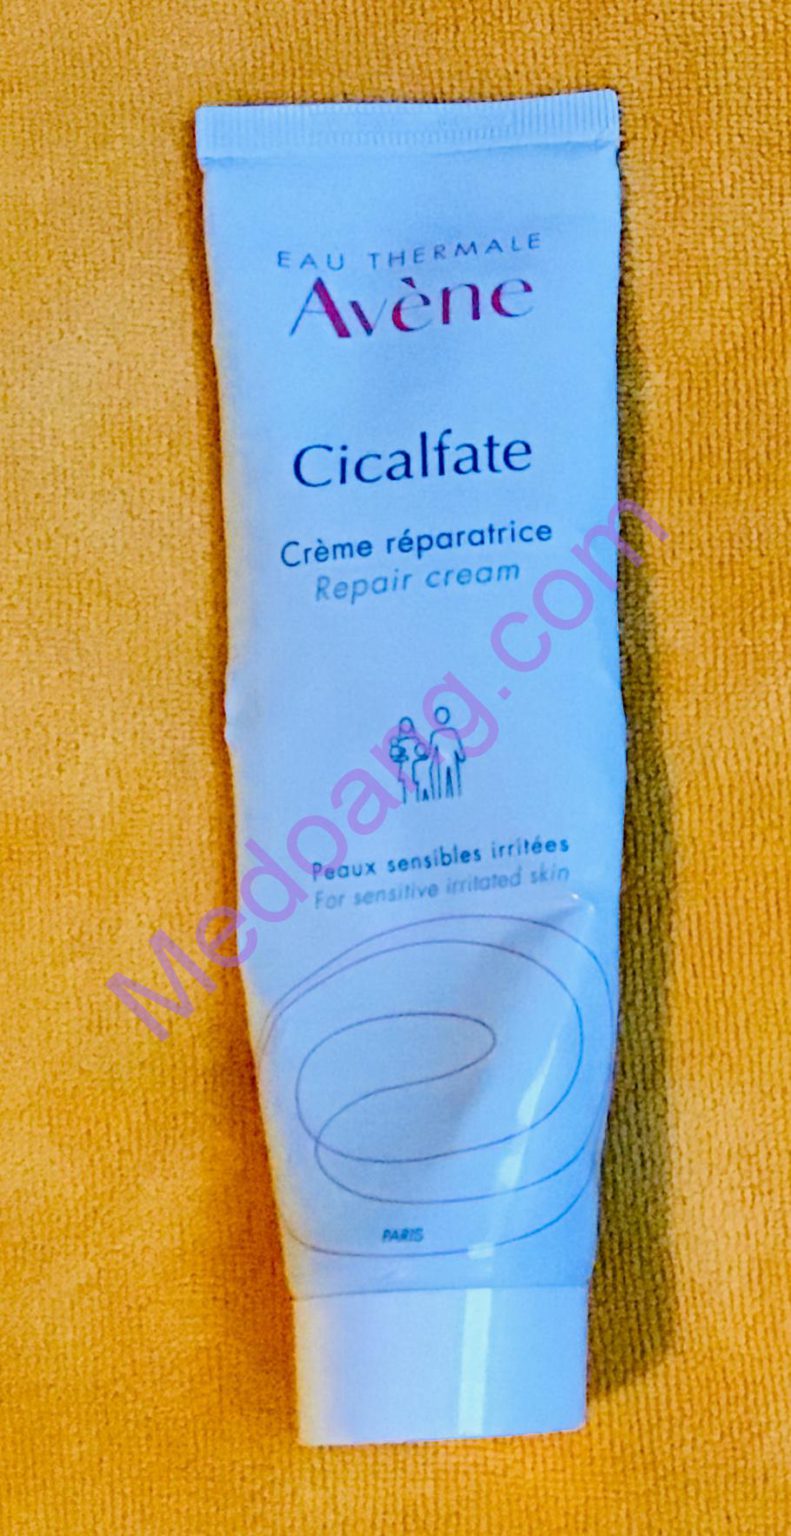 EAU THERMALE
Avène
Cicalfate
Crème réparatrice
Repair cream
Peaux sensibles irritées
For sensitive irritated skin
PARIS
Medoang.com